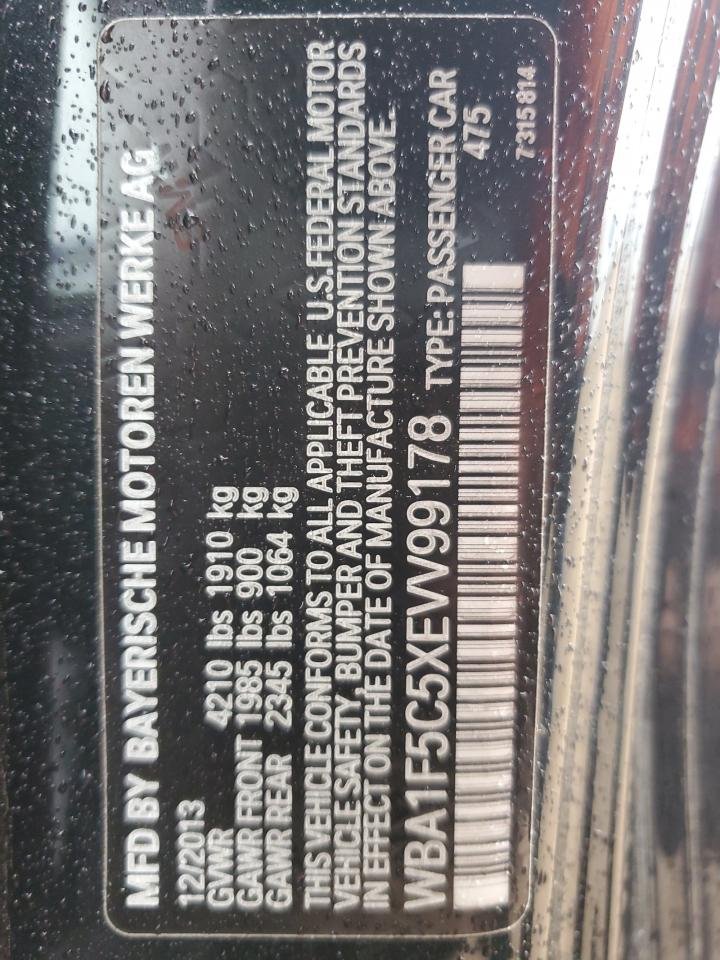 MFD BY BAYERISCHE MOTOREN WERKE AG
12/2013
GVWR 4210 lbs 1910 kg
GAWR FRONT 1985 lbs 900 kg
GAWR REAR 2345 lbs 1064 kg
THIS VEHICLE CONFORMS TO ALL APPLICABLE U.S.FEDERAL MOTOR
VEHICLE SAFETY, BUMPER AND THEFT PREVENTION STANDARDS
IN EFFECT ON THE DATE OF MANUFACTURE SHOWN ABOVE.
WBA1F5C5XEVV99178 TYPE: PASSENGER CAR
475
7315814